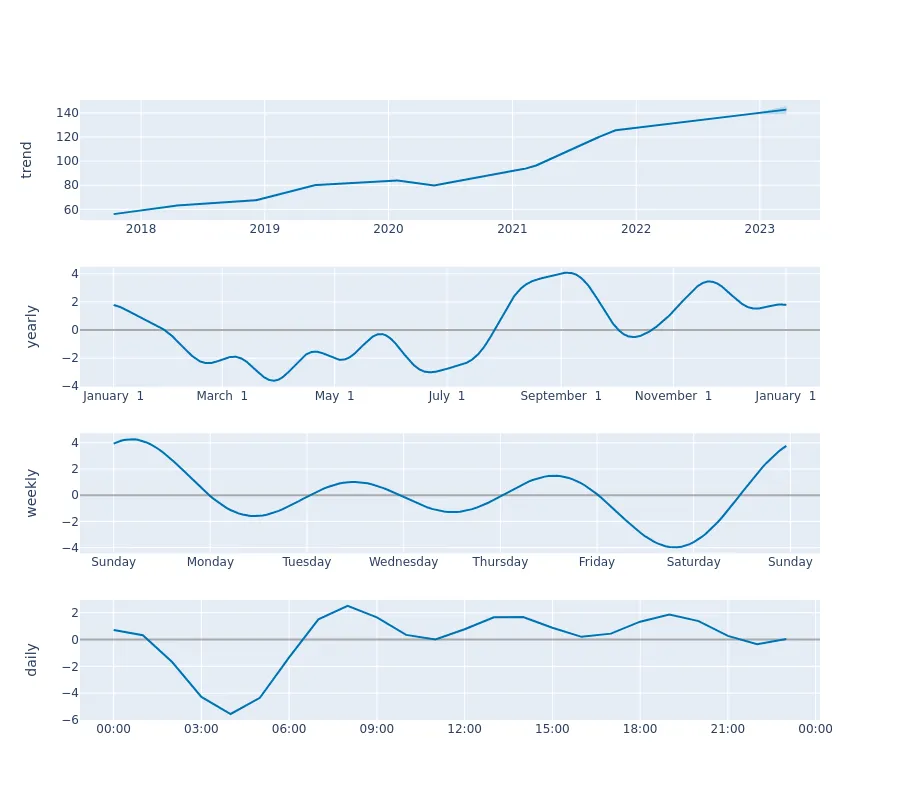 trend
140
120
100
80
60
2018 2019 2020 2021 2022 2023
yearly
4
2
0
−2
−4
January 1 March 1 May 1 July 1 September 1 November 1 January 1
weekly
4
2
0
−2
−4
Sunday Monday Tuesday Wednesday Thursday Friday Saturday Sunday
daily
2
0
−2
−4
−6
00:00 03:00 06:00 09:00 12:00 15:00 18:00 21:00 00:00